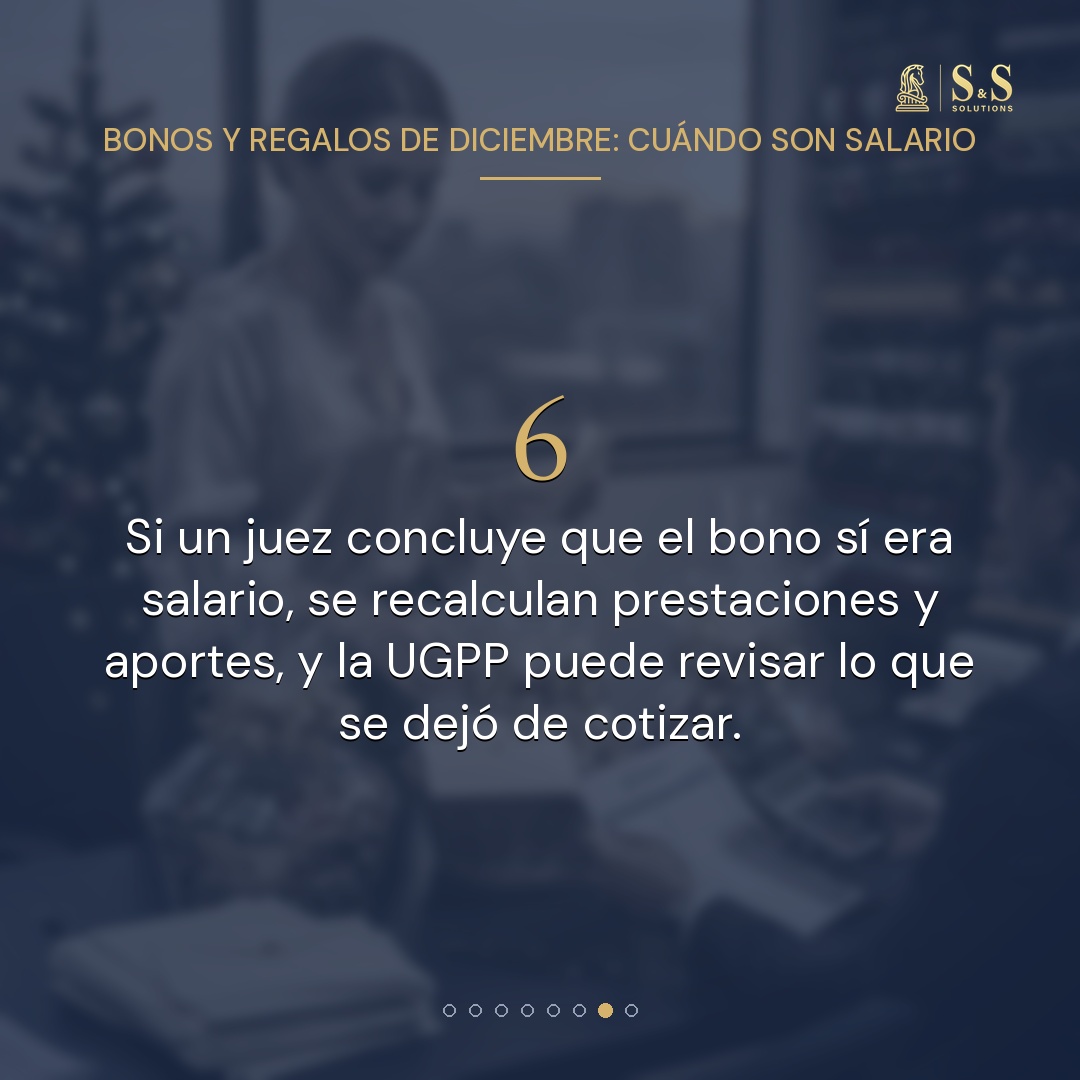 S&S
SOLUTIONS
BONOS Y REGALOS DE DICIEMBRE: CUÁNDO SON SALARIO
6
Si un juez concluye que el bono sí era
salario, se recalculan prestaciones y
aportes, y la UGPP puede revisar lo que
se dejó de cotizar.